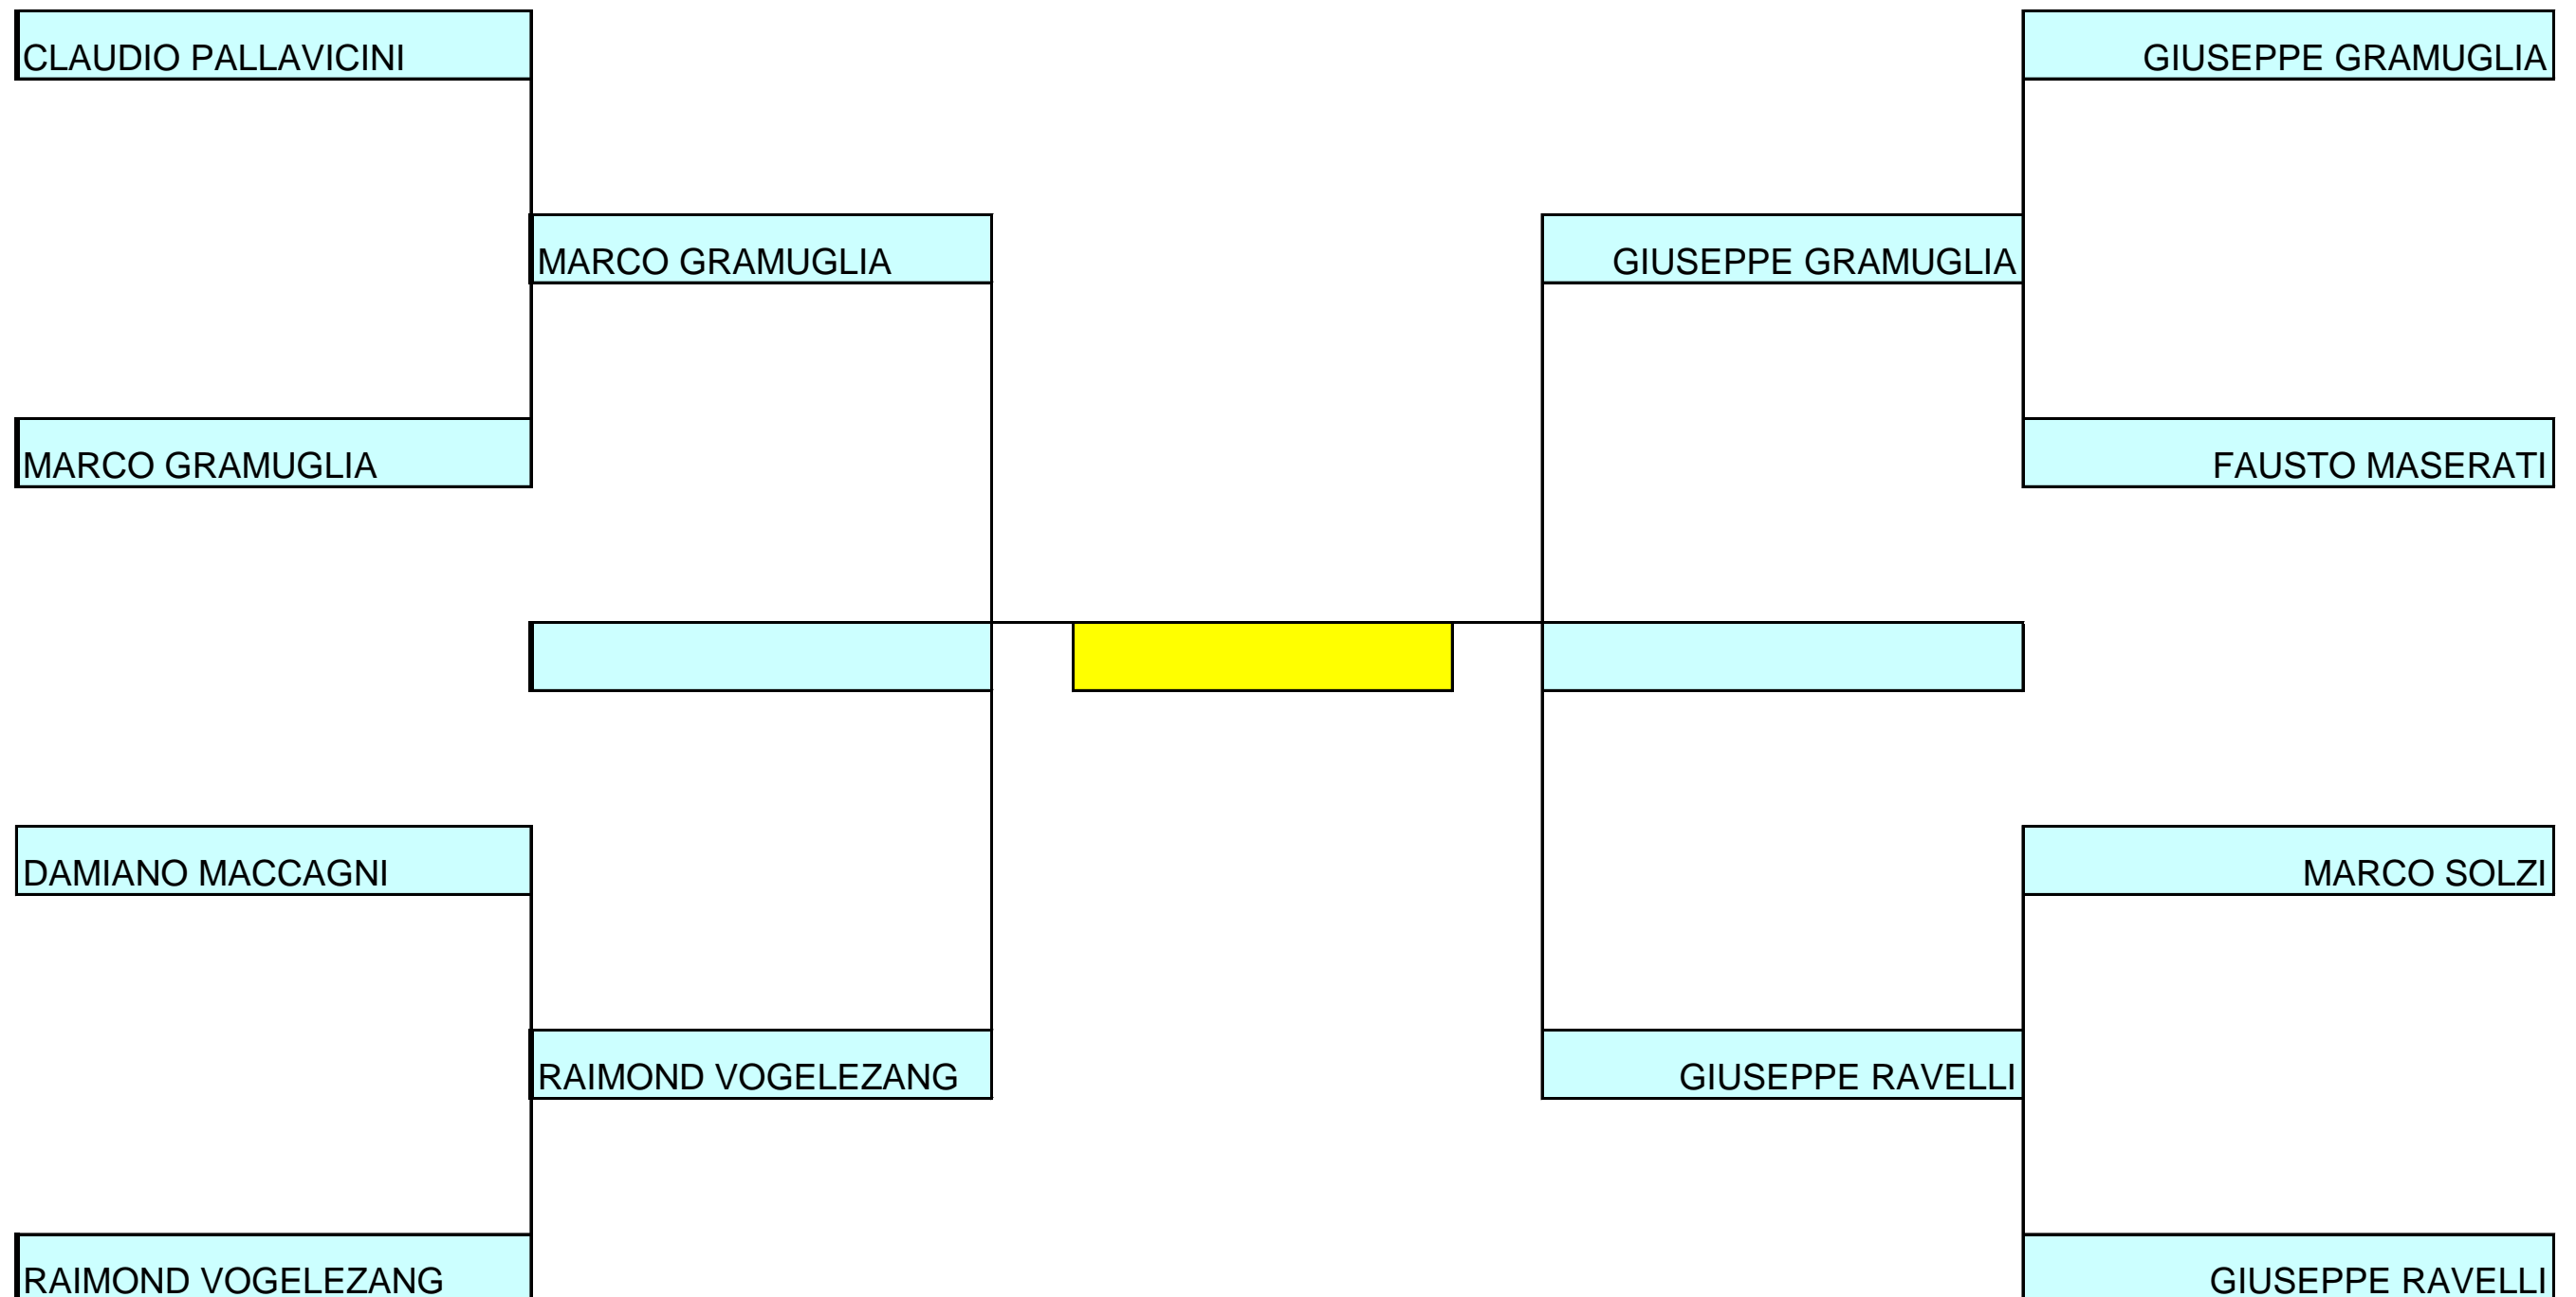 CLAUDIO PALLAVICINI
GIUSEPPE GRAMUGLIA
MARCO GRAMUGLIA
GIUSEPPE GRAMUGLIA
MARCO GRAMUGLIA
FAUSTO MASERATI
DAMIANO MACCAGNI
MARCO SOLZI
RAIMOND VOGELEZANG
GIUSEPPE RAVELLI
RAIMOND VOGELEZANG
GIUSEPPE RAVELLI